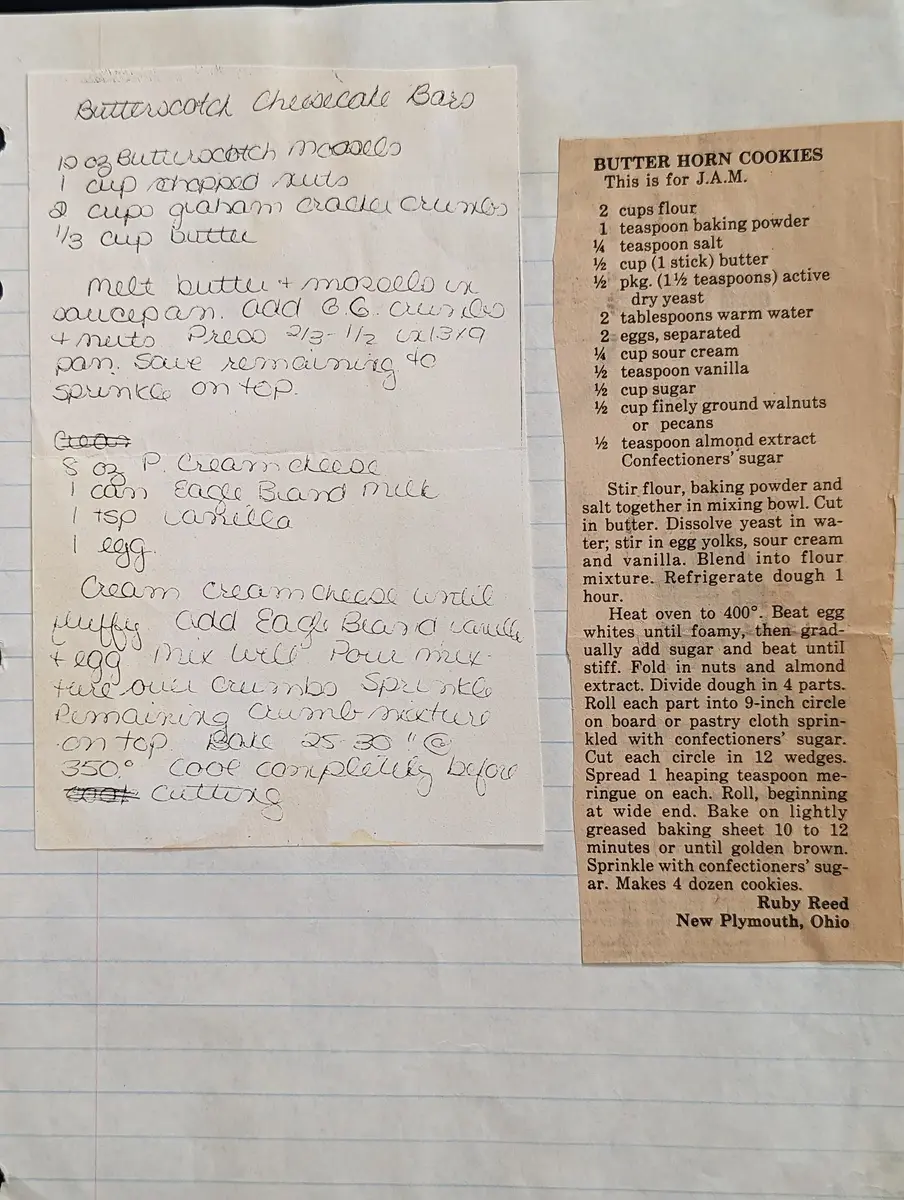 Butterscotch Cheesecake Bars
10 oz Butterscotch morsels
1 cup chopped nuts
2 cups graham cracker crumbs
1/3 cup butter
Melt butter + morsels in
saucepan. Add G.C. crumbs
+ nuts Press 2/3-1/2 in 13x9
pan. Save remaining to
sprinkle on top.
Cream
8 oz P. Cream cheese
1 can Eagle Brand Milk
1 tsp vanilla
1 egg.
Cream cream cheese until
fluffy add Eagle Brand vanilla
+ egg mix well Pour mix-
ture over crumbs Sprinkle
Remaining crumb mixture
on top. Bake 25-30 " @
350.° Cool completely before
cutting
BUTTER HORN COOKIES
This is for J.A.M.
2 cups flour
1 teaspoon baking powder
¼ teaspoon salt
½ cup (1 stick) butter
½ pkg. (1½ teaspoons) active
dry yeast
2 tablespoons warm water
2 eggs, separated
¼ cup sour cream
½ teaspoon vanilla
½ cup sugar
½ cup finely ground walnuts
or pecans
½ teaspoon almond extract
Confectioners' sugar
Stir flour, baking powder and
salt together in mixing bowl. Cut
in butter. Dissolve yeast in wa-
ter; stir in egg yolks, sour cream
and vanilla. Blend into flour
mixture. Refrigerate dough 1
hour.
Heat oven to 400°. Beat egg
whites until foamy, then grad-
ually add sugar and beat until
stiff. Fold in nuts and almond
extract. Divide dough in 4 parts.
Roll each part into 9-inch circle
on board or pastry cloth sprin-
kled with confectioners' sugar.
Cut each circle in 12 wedges.
Spread 1 heaping teaspoon me-
ringue on each. Roll, beginning
at wide end. Bake on lightly
greased baking sheet 10 to 12
minutes or until golden brown.
Sprinkle with confectioners' sug-
ar. Makes 4 dozen cookies.
Ruby Reed
New Plymouth, Ohio